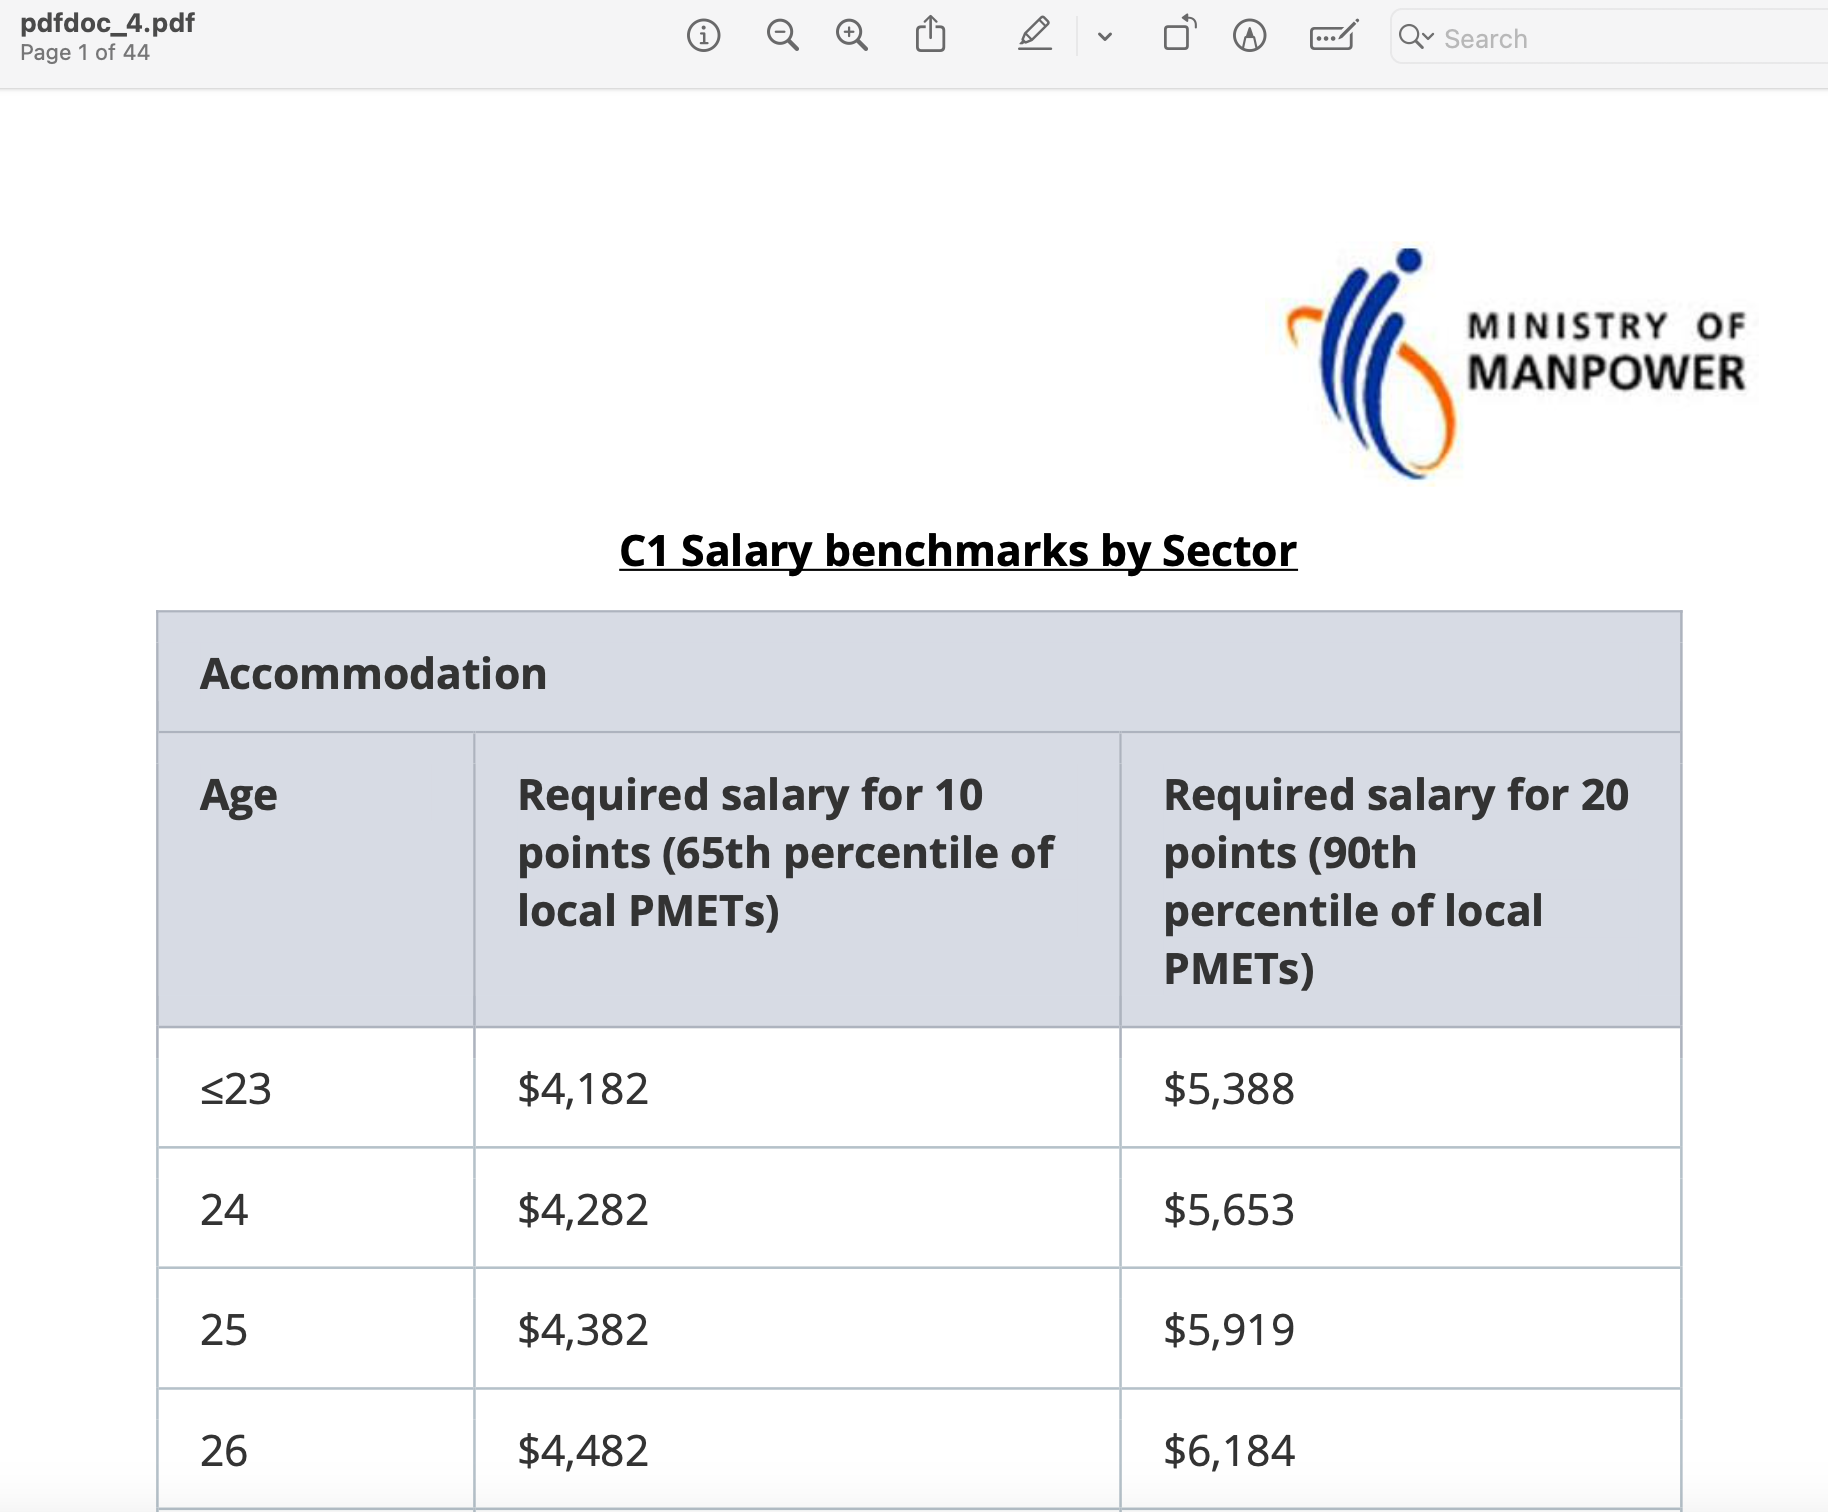 pdfdoc_4.pdf
Page 1 of 44
Search
MINISTRY OF
MANPOWER
C1 Salary benchmarks by Sector
Accommodation
Age
Required salary for 10
points (65th percentile of
local PMETs)
Required salary for 20
points (90th
percentile of local
PMETs)
≤23 $4,182 $5,388
24 $4,282 $5,653
25 $4,382 $5,919
26 $4,482 $6,184